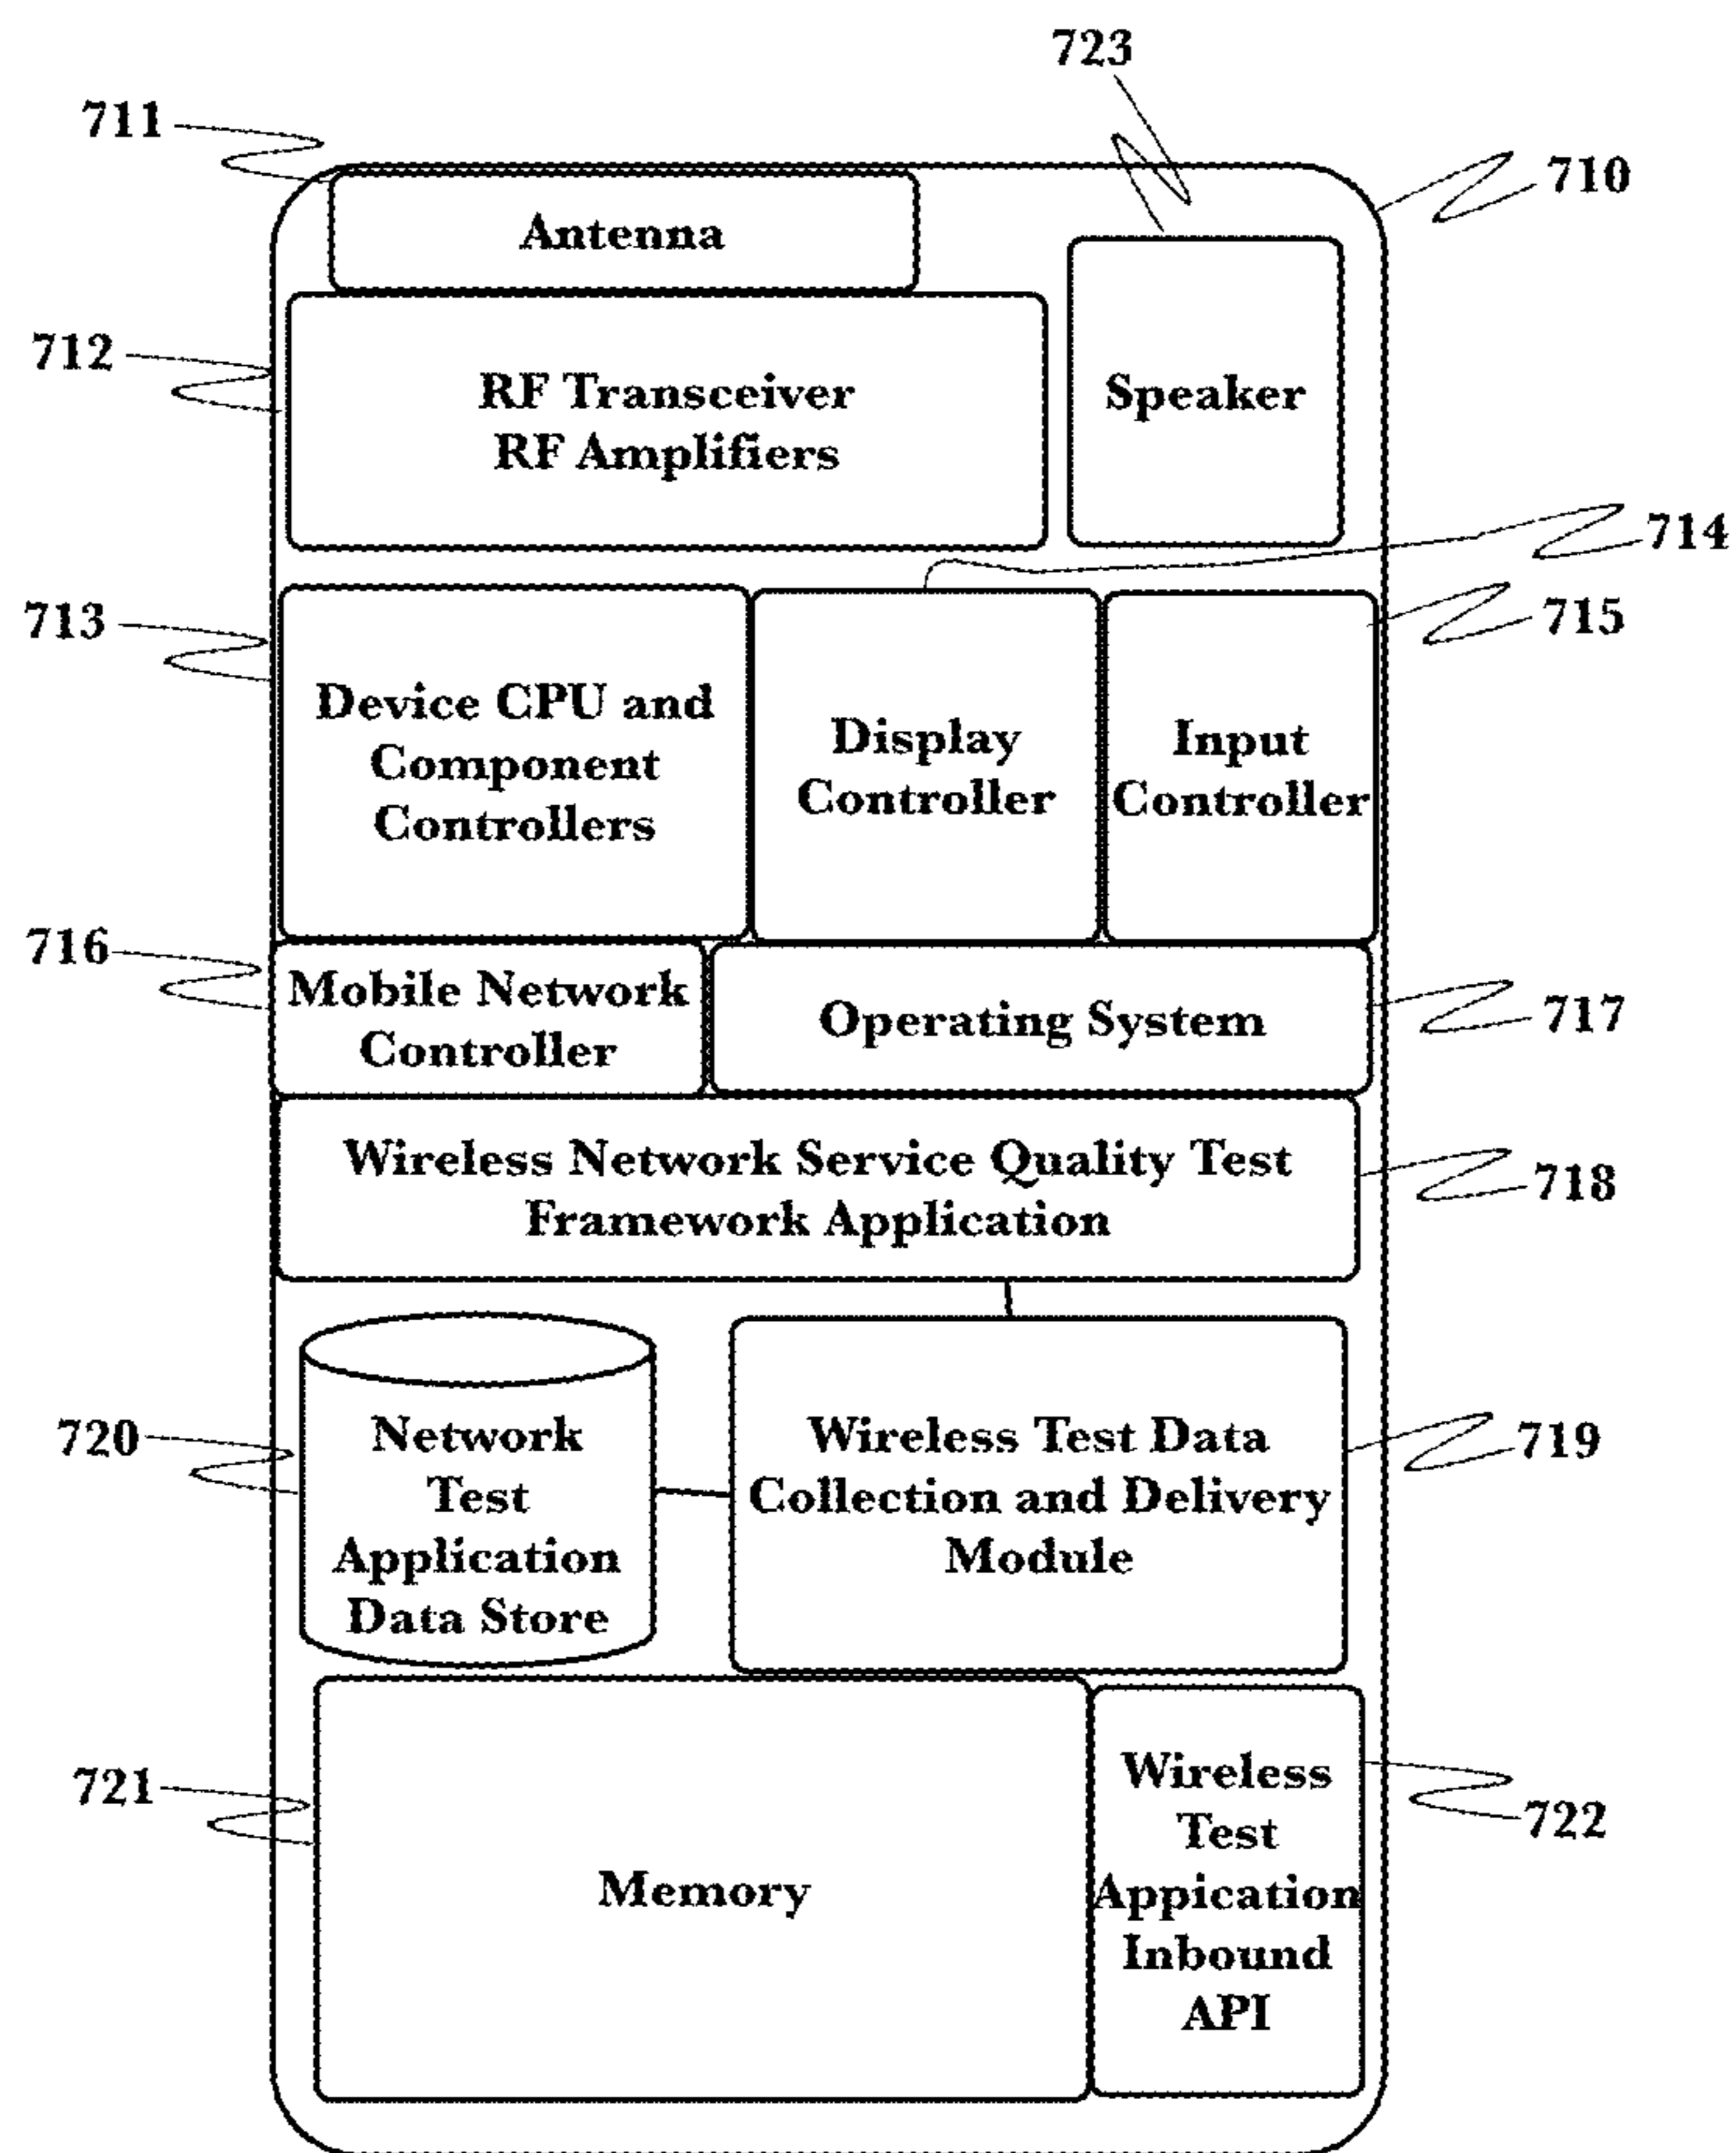 723
711
710
Antenna
712
RF Transceiver
RF Amplifiers
Speaker
714
713
715
Device CPU and
Component
Controllers
Display
Controller
Input
Controller
716
Mobile Network
Controller
Operating System
717
Wireless Network Service Quality Test
Framework Application
718
720
Network
Test
Application
Data Store
Wireless Test Data
Collection and Delivery
Module
719
721
Memory
Wireless
Test
Appication
Inbound
API
722